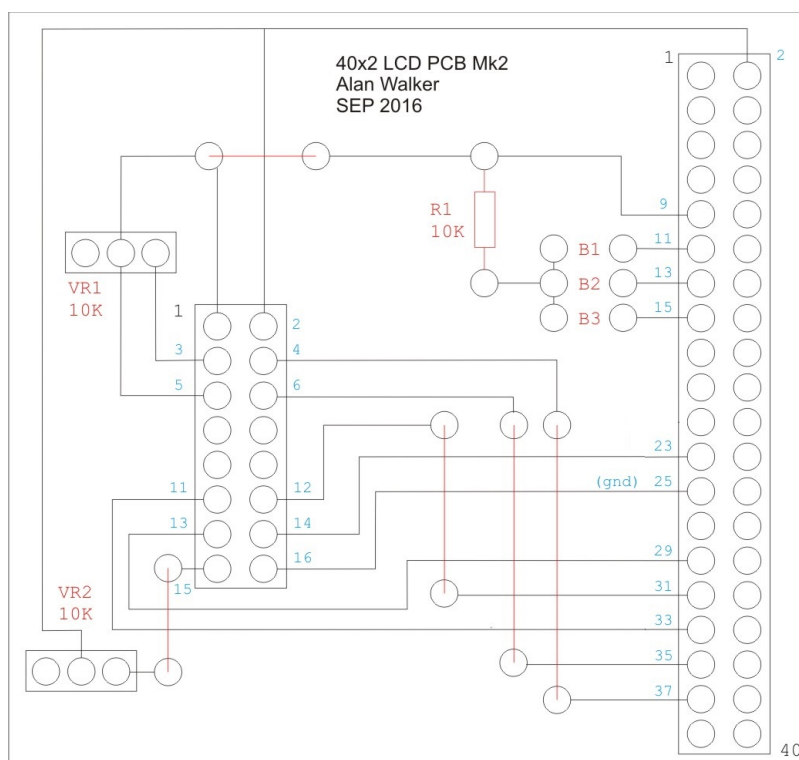 40x2 LCD PCB Mk2
Alan Walker
SEP 2016
1 2
9
R1
10K
11
B1
B2
13
B3
15
VR1
10K
1 2
3 4
5 6
23
(gnd) 25
11 12
13 14
15 16
29
31
33
35
37
VR2
10K
40